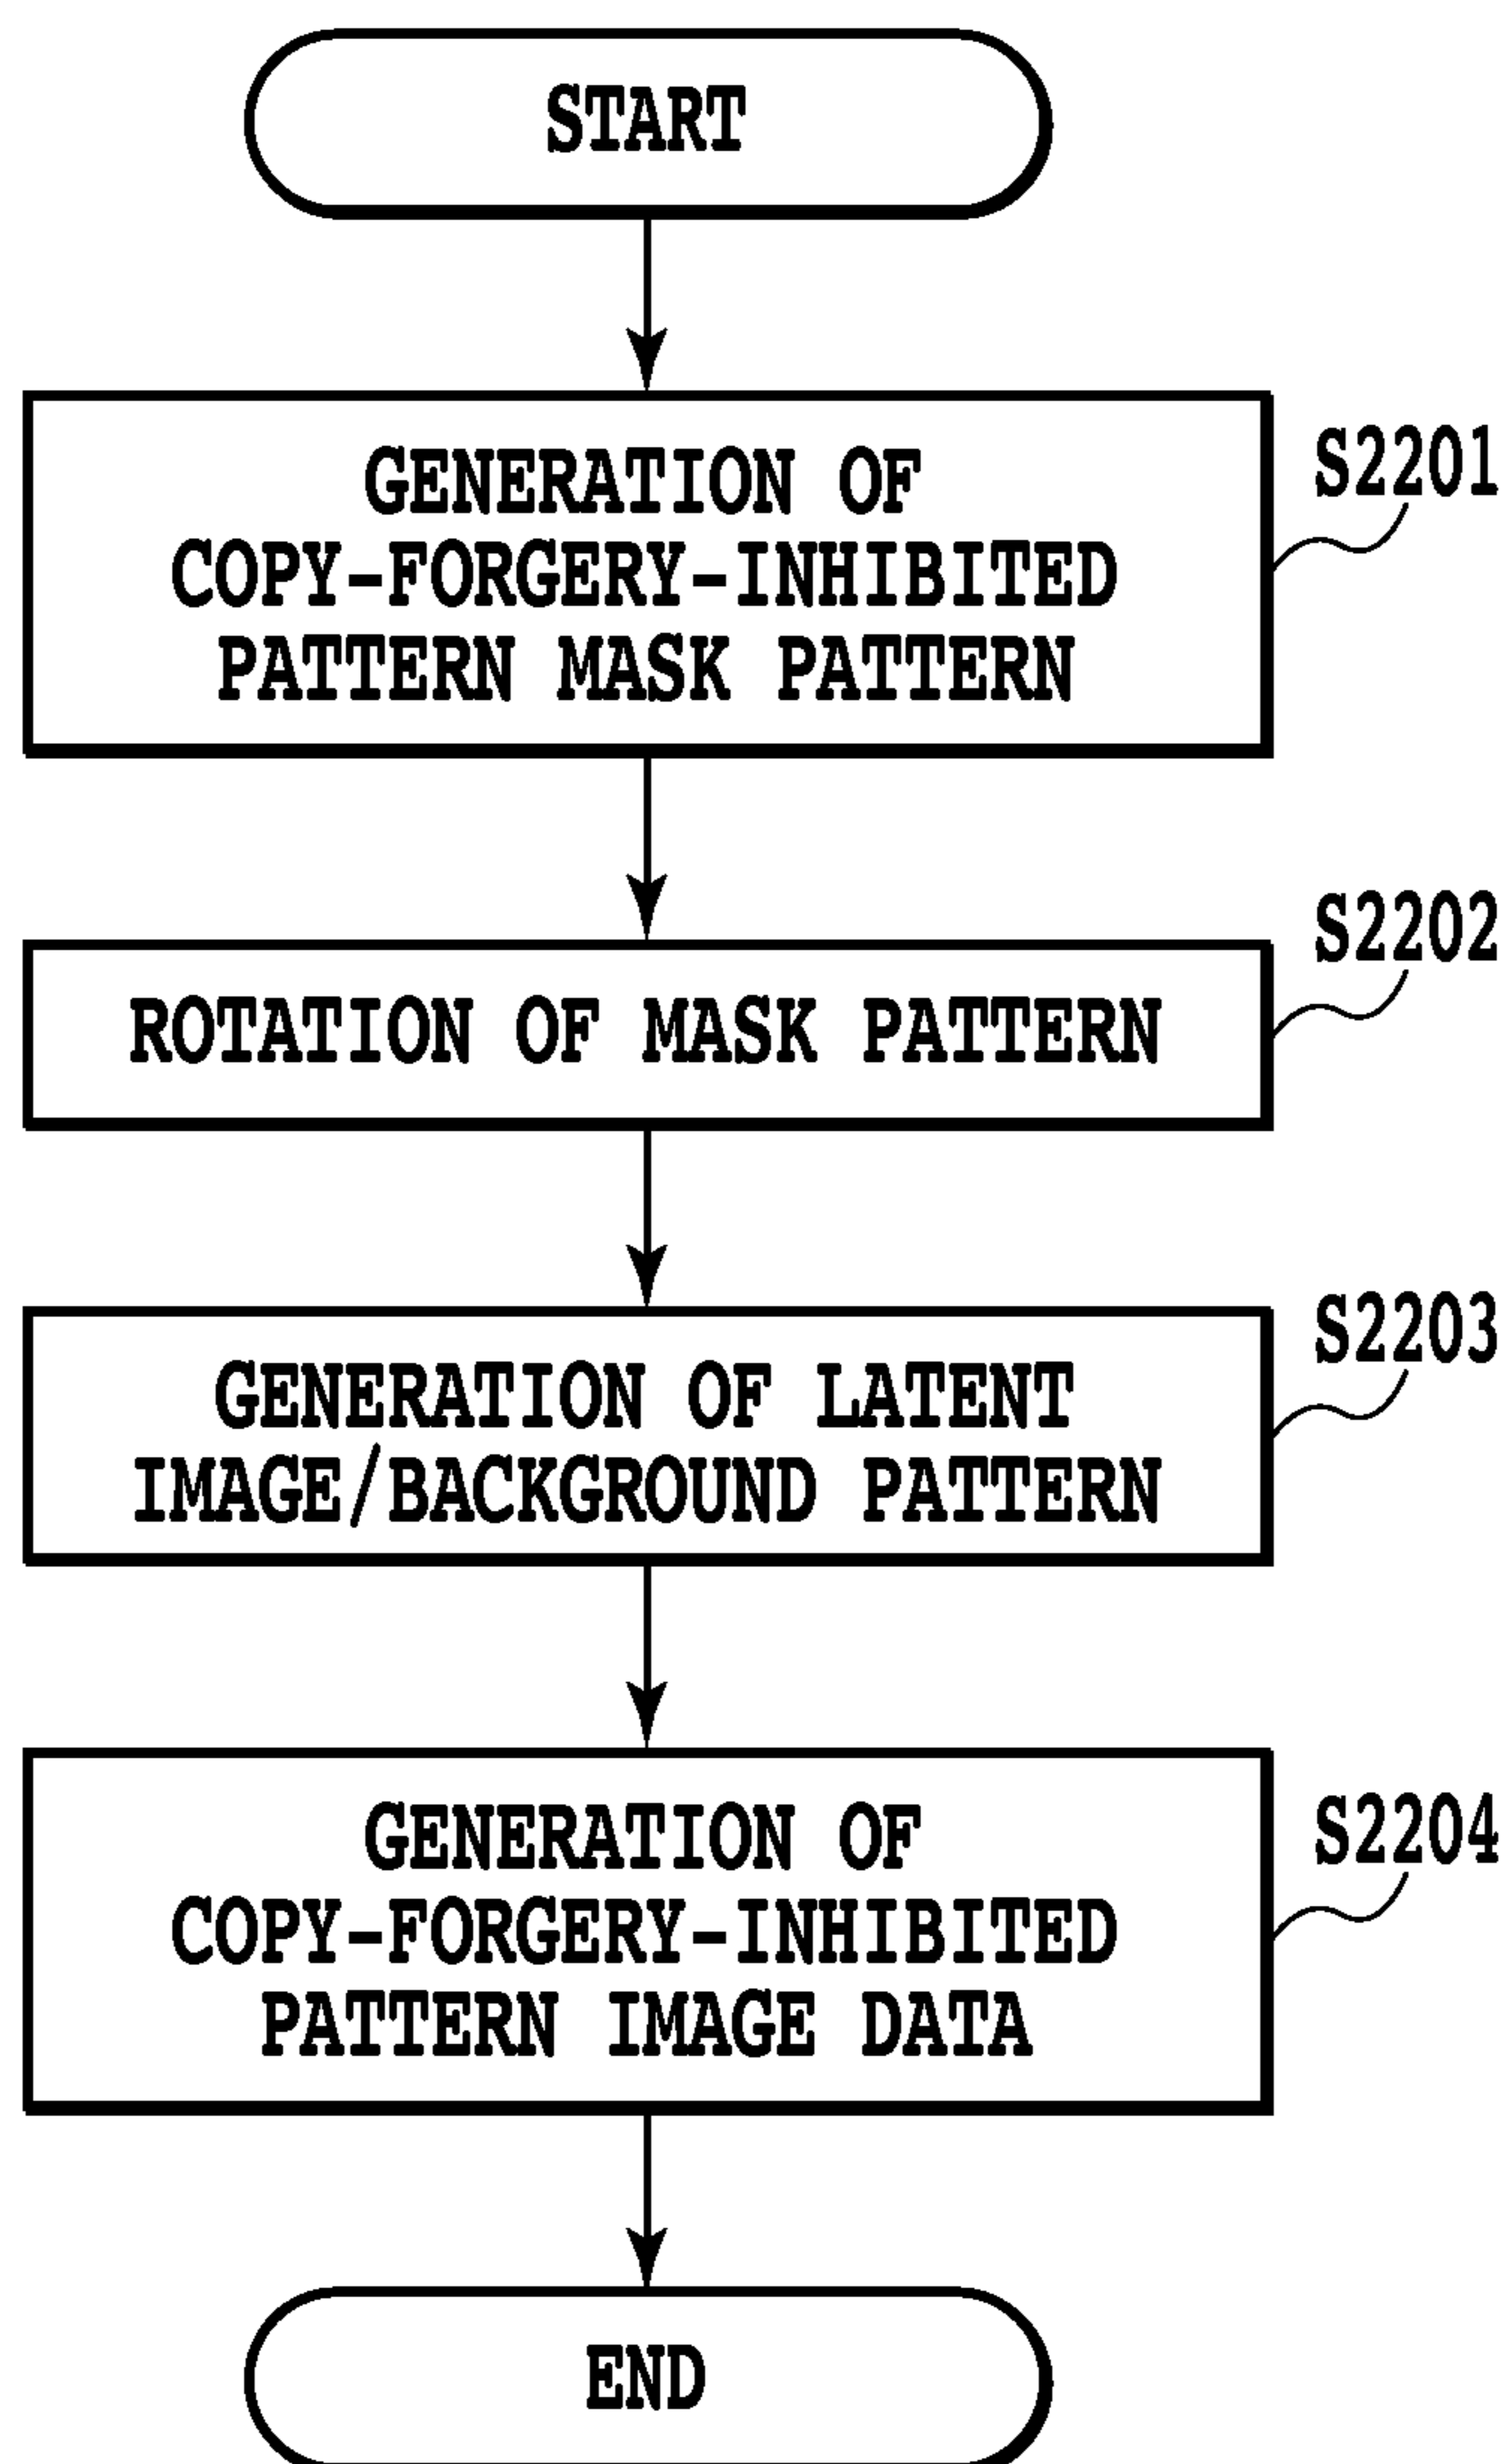 START
GENERATION OF
COPY-FORGERY-INHIBITED
PATTERN MASK PATTERN
S2201
ROTATION OF MASK PATTERN
S2202
GENERATION OF LATENT
IMAGE/BACKGROUND PATTERN
S2203
GENERATION OF
COPY-FORGERY-INHIBITED
PATTERN IMAGE DATA
S2204
END